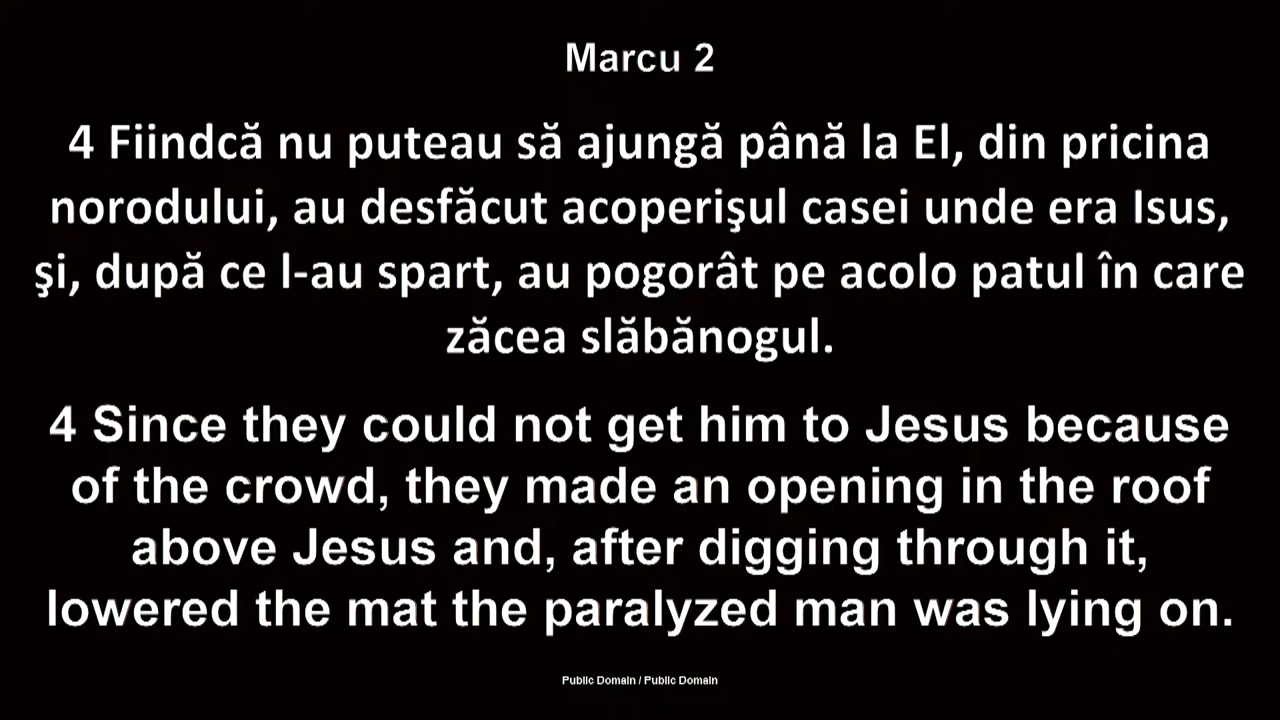 Marcu 2
4 Fiindcă nu puteau să ajungă până la El, din pricina
norodului, au desfăcut acoperişul casei unde era Isus,
şi, după ce l-au spart, au pogorât pe acolo patul în care
zăcea slăbănogul.
4 Since they could not get him to Jesus because
of the crowd, they made an opening in the roof
above Jesus and, after digging through it,
lowered the mat the paralyzed man was lying on.
Public Domain / Public Domain